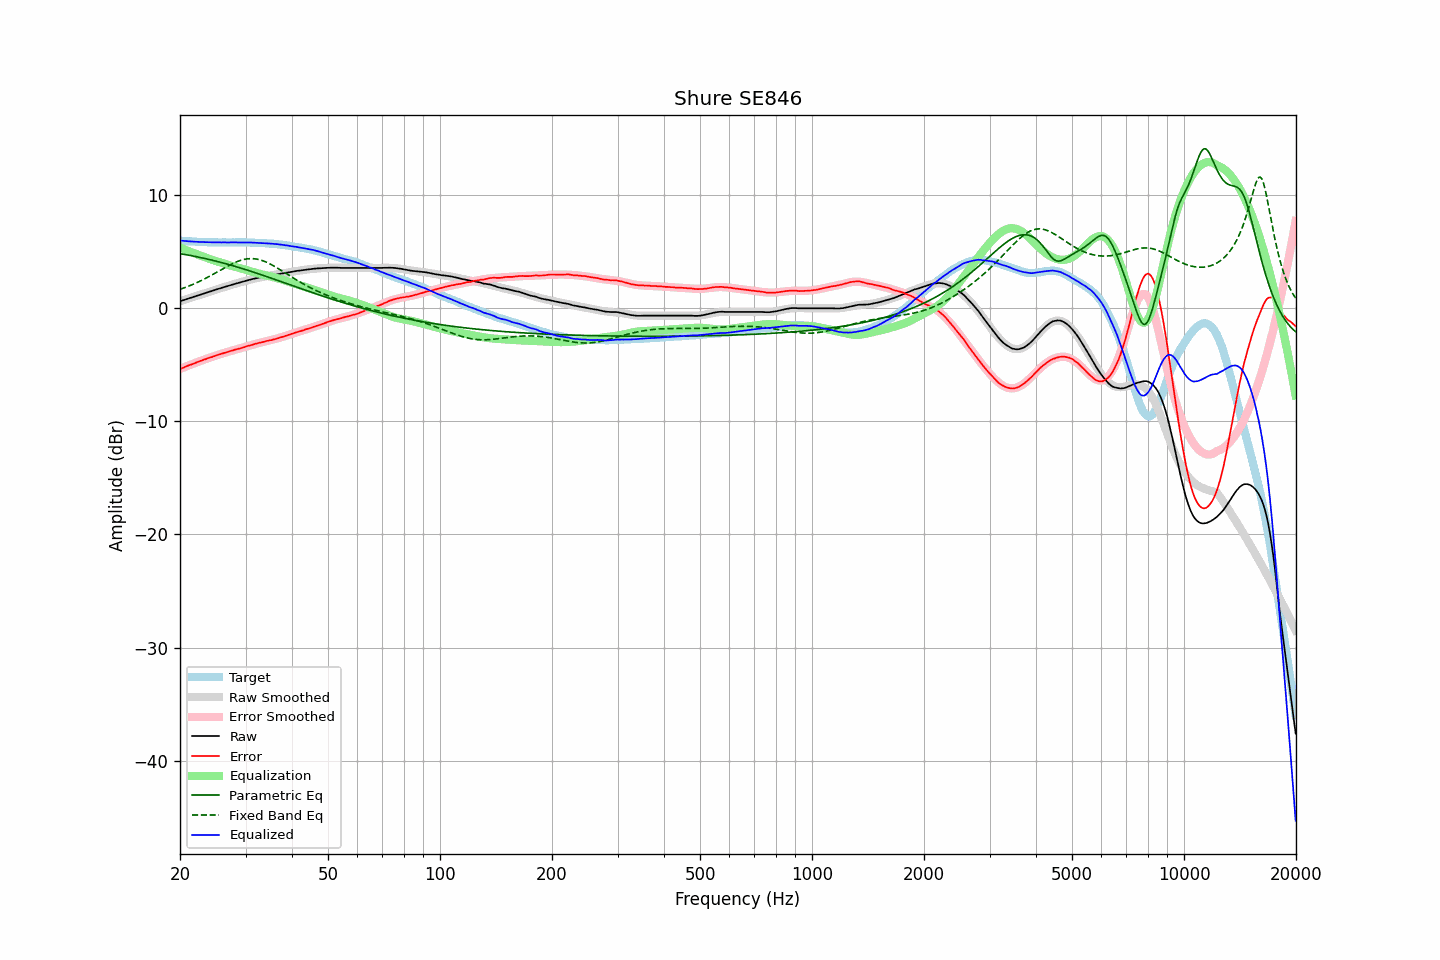 Shure SE846
Amplitude (dBr)
10
0
−10
−20
−30
−40
Target
Raw Smoothed
Error Smoothed
Raw
Error
Equalization
Parametric Eq
Fixed Band Eq
Equalized
20 50 100 200 500 1000 2000 5000 10000 20000
Frequency (Hz)